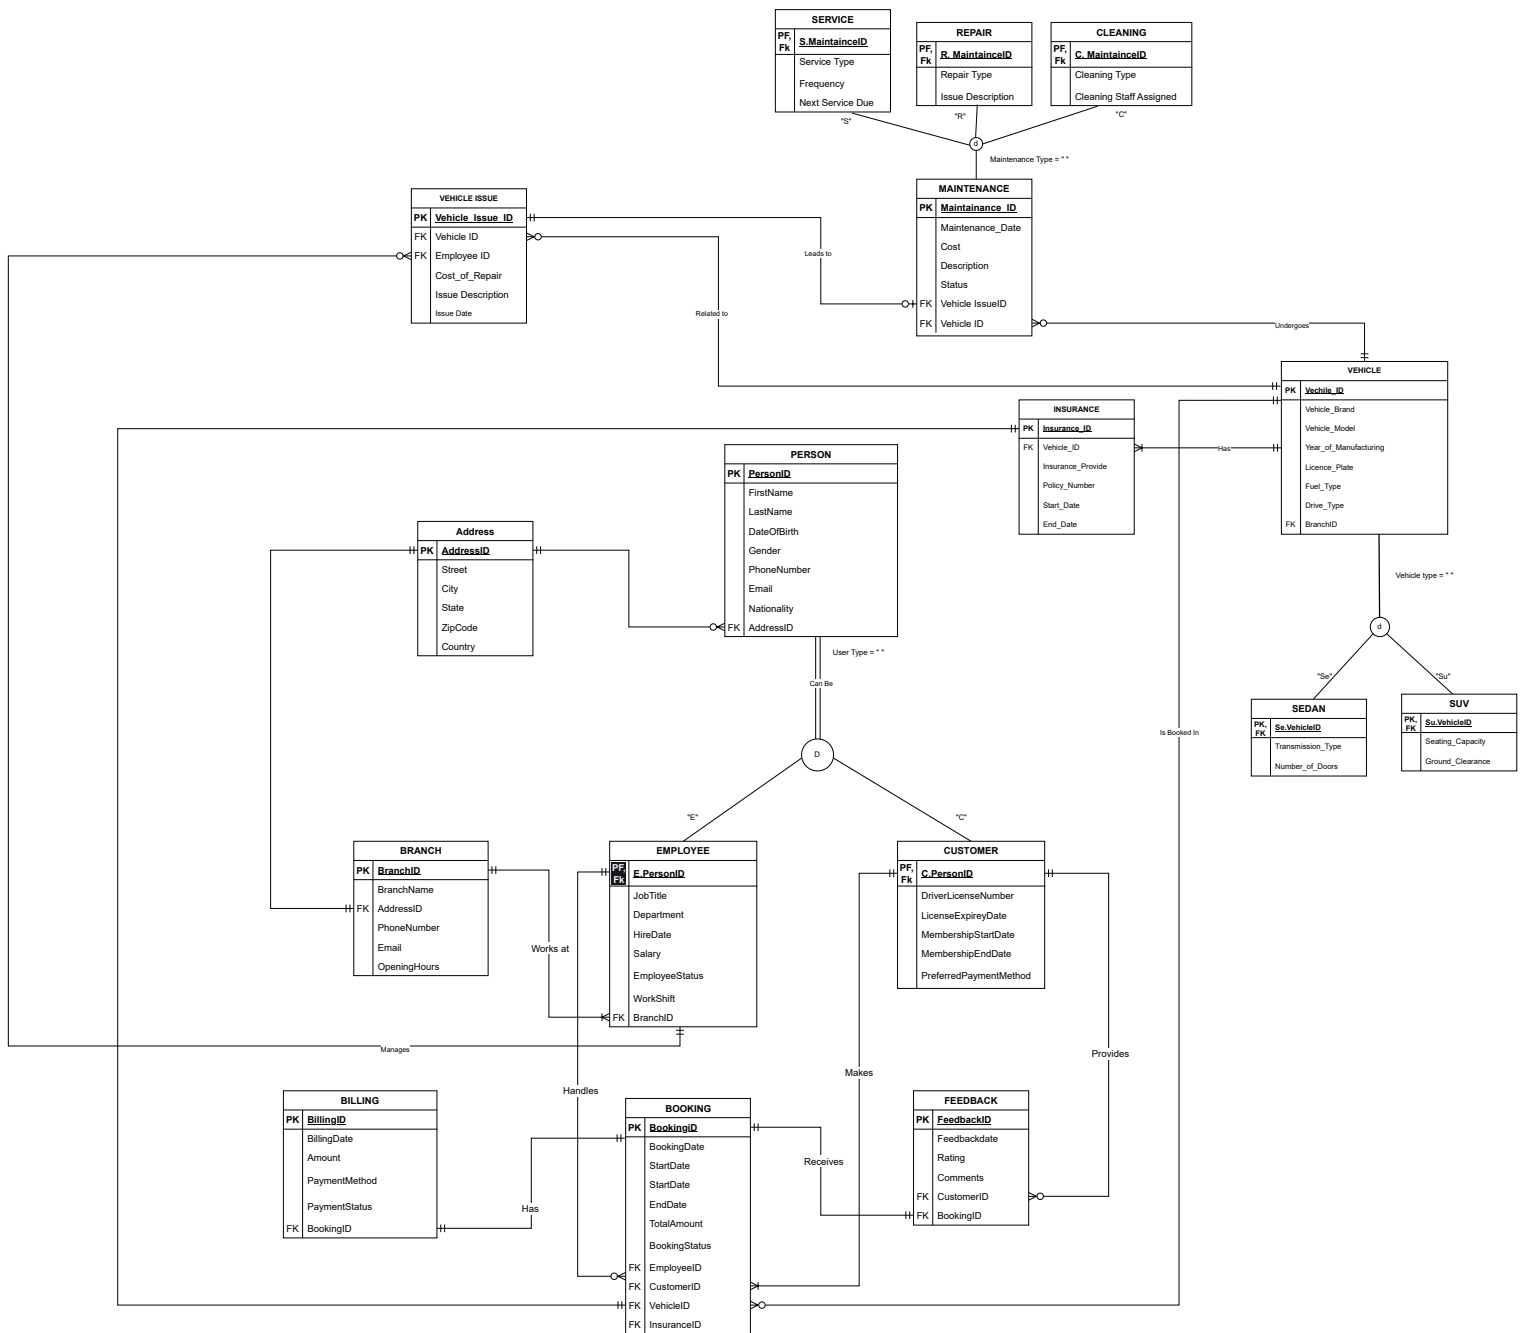 SERVICE
PF, Fk S.MaintainceID
Service Type
Frequency
Next Service Due
REPAIR
PF, Fk R. MaintainceID
Repair Type
Issue Description
CLEANING
PF, Fk C. MaintainceID
Cleaning Type
Cleaning Staff Assigned
"S"
"R"
"C"
d
Maintenance Type = " "
MAINTENANCE
PK Maintainance_ID
Maintenance_Date
Cost
Description
Status
FK Vehicle IssueID
FK Vehicle ID
VEHICLE ISSUE
PK Vehicle_Issue_ID
FK Vehicle ID
FK Employee ID
Cost_of_Repair
Issue Description
Issue Date
Leads to
Related to
Undergoes
VEHICLE
PK Vechile_ID
Vehicle_Brand
Vehicle_Model
Year_of_Manufacturing
Licence_Plate
Fuel_Type
Drive_Type
FK BranchID
INSURANCE
PK Insurance_ID
FK Vehicle_ID
Insurance_Provide
Policy_Number
Start_Date
End_Date
Has
PERSON
PK PersonID
FirstName
LastName
DateOfBirth
Gender
PhoneNumber
Email
Nationality
FK AddressID
Address
PK AddressID
Street
City
State
ZipCode
Country
Vehicle type = " "
d
"Se"
"Su"
SEDAN
PK, FK Se.VehicleID
Transmission_Type
Number_of_Doors
SUV
PK, FK Su.VehicleID
Seating_Capacity
Ground_Clearance
User Type = " "
Can Be
D
"E"
"C"
Is Booked In
BRANCH
PK BranchID
BranchName
FK AddressID
PhoneNumber
Email
OpeningHours
Works at
EMPLOYEE
PF, Fk E.PersonID
JobTitle
Department
HireDate
Salary
EmployeeStatus
WorkShift
FK BranchID
CUSTOMER
PF, Fk C.PersonID
DriverLicenseNumber
LicenseExpireyDate
MembershipStartDate
MembershipEndDate
PreferredPaymentMethod
Manages
Handles
Makes
Provides
BILLING
PK BillingID
BillingDate
Amount
PaymentMethod
PaymentStatus
FK BookingID
Has
BOOKING
PK BookingiD
BookingDate
StartDate
StartDate
EndDate
TotalAmount
BookingStatus
FK EmployeeID
FK CustomerID
FK VehicleID
FK InsuranceID
Receives
FEEDBACK
PK FeedbackID
Feedbackdate
Rating
Comments
FK CustomerID
FK BookingID